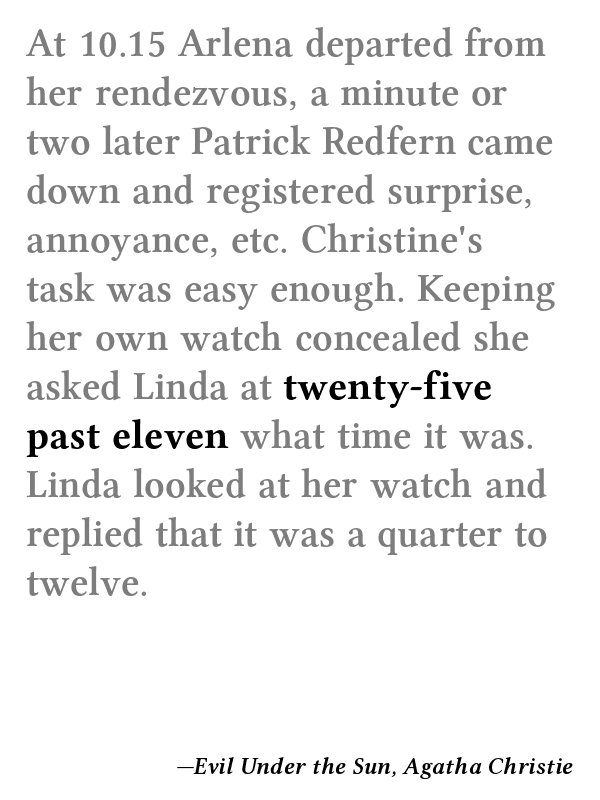 At 10.15 Arlena departed from
her rendezvous, a minute or
two later Patrick Redfern came
down and registered surprise,
annoyance, etc. Christine's
task was easy enough. Keeping
her own watch concealed she
asked Linda at twenty-five
past eleven what time it was.
Linda looked at her watch and
replied that it was a quarter to
twelve.
—Evil Under the Sun, Agatha Christie